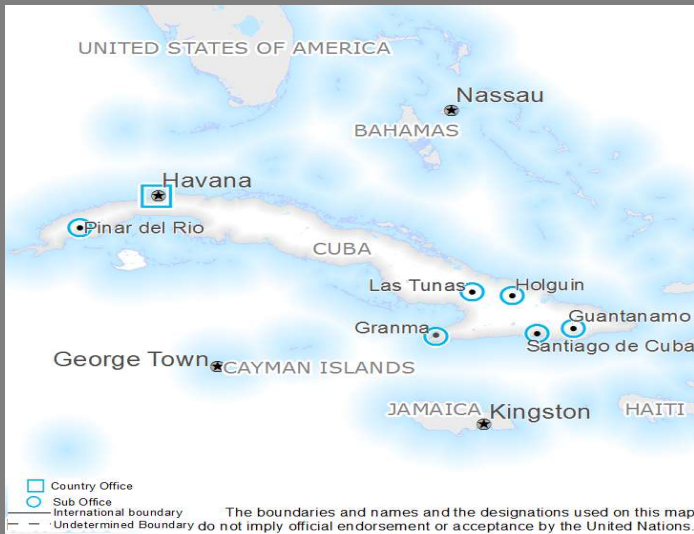 UNITED STATES OF AMERICA
Nassau
BAHAMAS
Havana
Pinar del Rio
CUBA
Las Tunas
Holguin
Guantanamo
Granma
Santiago de Cuba
George Town
CAYMAN ISLANDS
JAMAICA
Kingston
HAITI
Country Office
Sub Office
International boundary
Undetermined Boundary
The boundaries and names and the designations used on this map
do not imply official endorsement or acceptance by the United Nations.